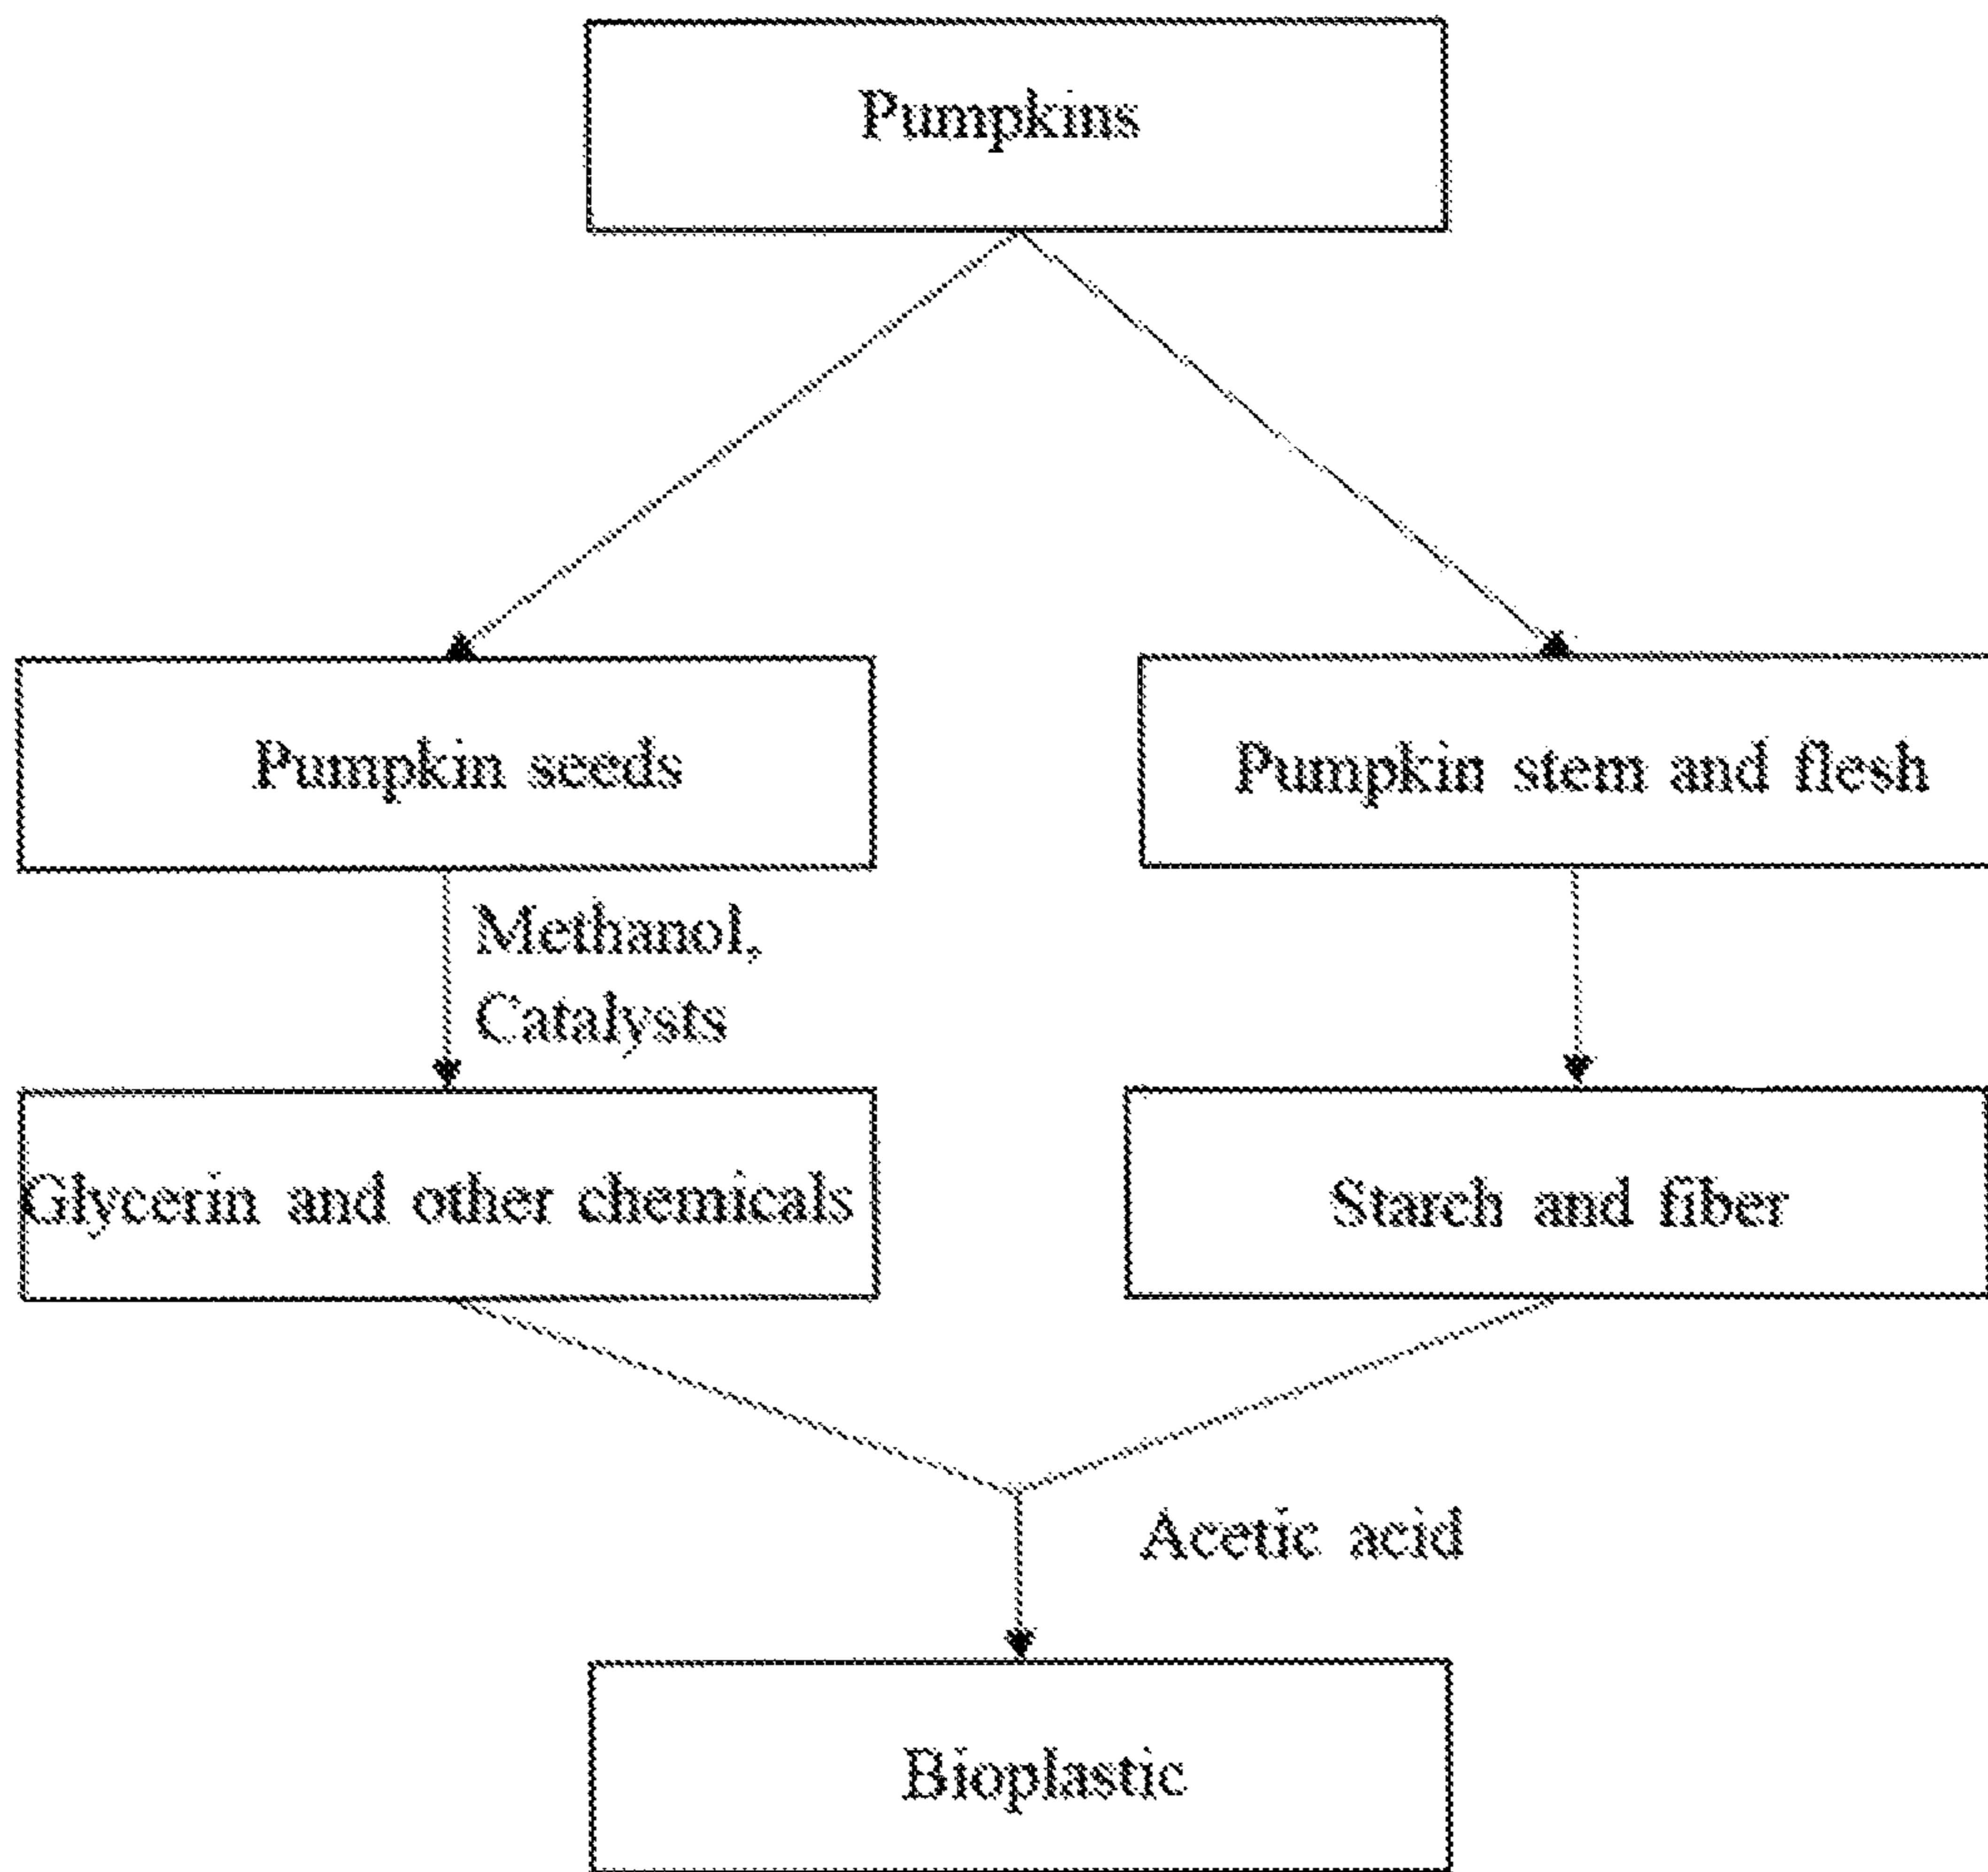 Pumpkins
Pumpkin seeds
Pumpkin stem and flesh
Methanol,
Catalysts
Glycerin and other chemicals
Starch and fiber
Acetic acid
Bioplastic